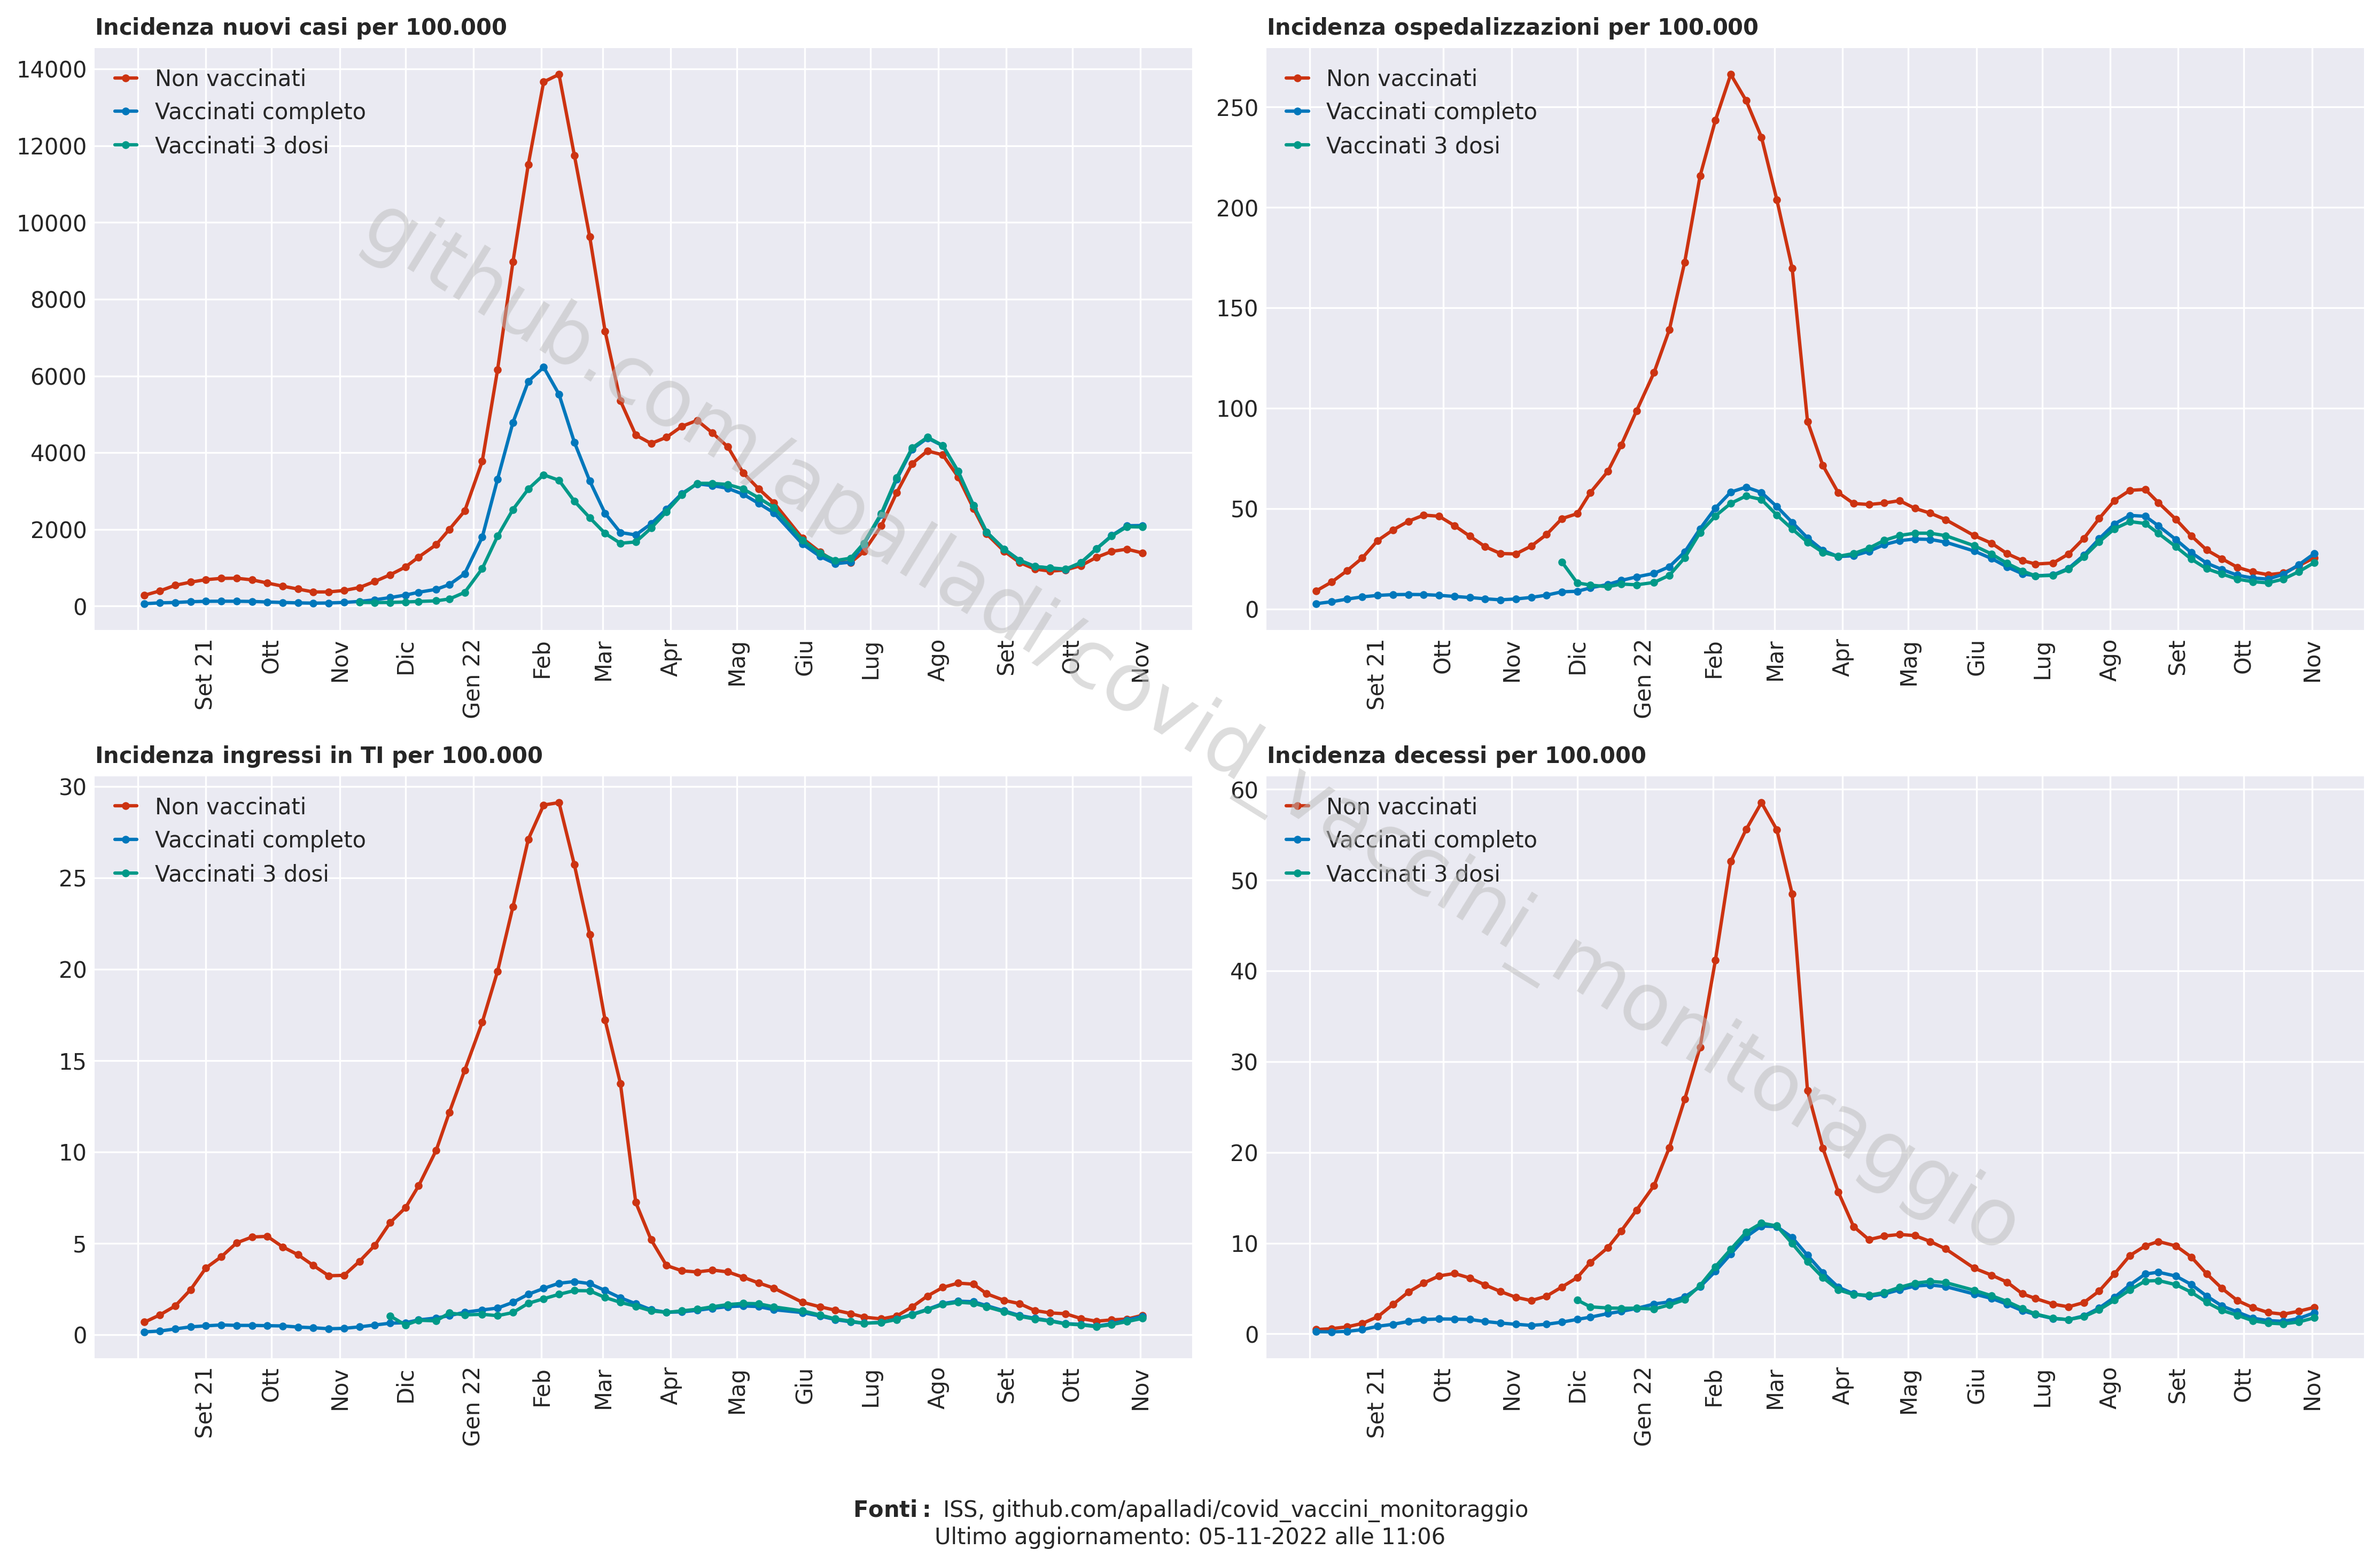 Incidenza nuovi casi per 100.000
14000
12000
10000
8000
6000
4000
2000
0
Non vaccinati
Vaccinati completo
Vaccinati 3 dosi
Set 21
Ott
Nov
Dic
Gen 22
Feb
Mar
Apr
Mag
Giu
Lug
Ago
Set
Ott
Nov
Incidenza ospedalizzazioni per 100.000
250
200
150
100
50
0
Non vaccinati
Vaccinati completo
Vaccinati 3 dosi
Set 21
Ott
Nov
Dic
Gen 22
Feb
Mar
Apr
Mag
Giu
Lug
Ago
Set
Ott
Nov
Incidenza ingressi in TI per 100.000
30
25
20
15
10
5
0
Non vaccinati
Vaccinati completo
Vaccinati 3 dosi
Set 21
Ott
Nov
Dic
Gen 22
Feb
Mar
Apr
Mag
Giu
Lug
Ago
Set
Ott
Nov
Incidenza decessi per 100.000
60
50
40
30
20
10
0
Non vaccinati
Vaccinati completo
Vaccinati 3 dosi
Set 21
Ott
Nov
Dic
Gen 22
Feb
Mar
Apr
Mag
Giu
Lug
Ago
Set
Ott
Nov
github.com/apalladi/covid_vaccini_monitoraggio
Fonti: ISS, github.com/apalladi/covid_vaccini_monitoraggio
Ultimo aggiornamento: 05-11-2022 alle 11:06